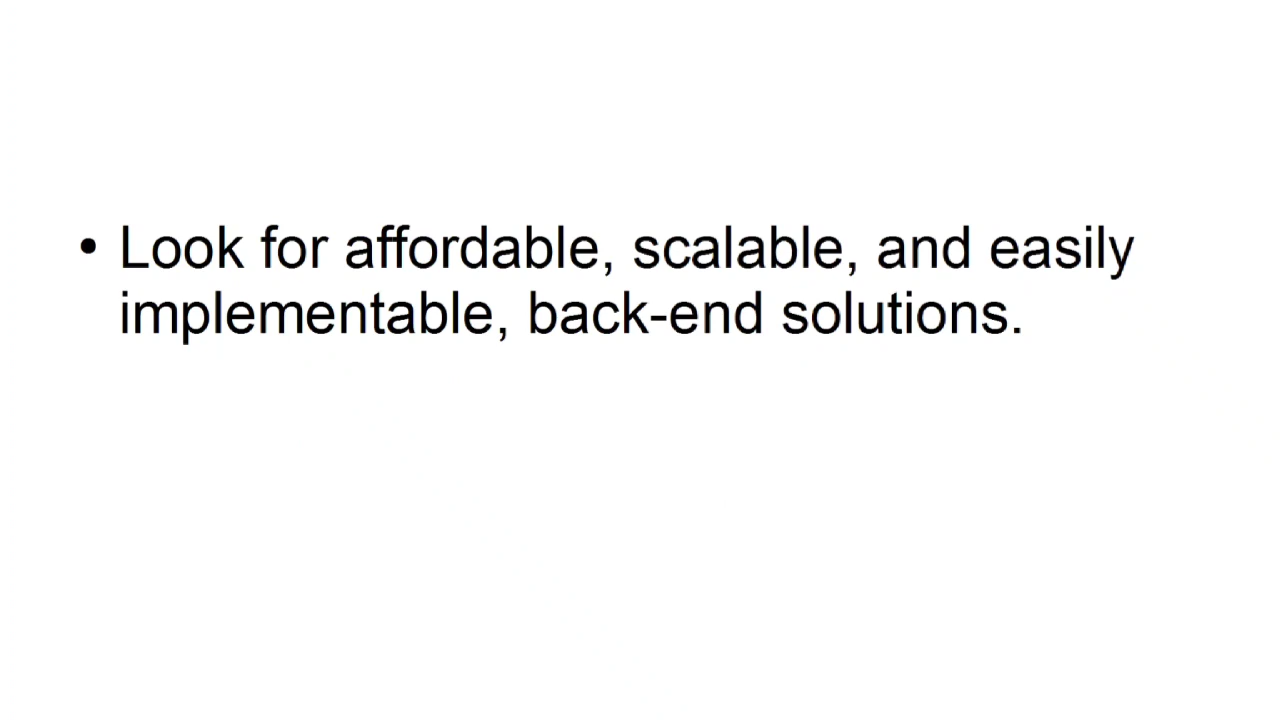 • Look for affordable, scalable, and easily
implementable, back-end solutions.